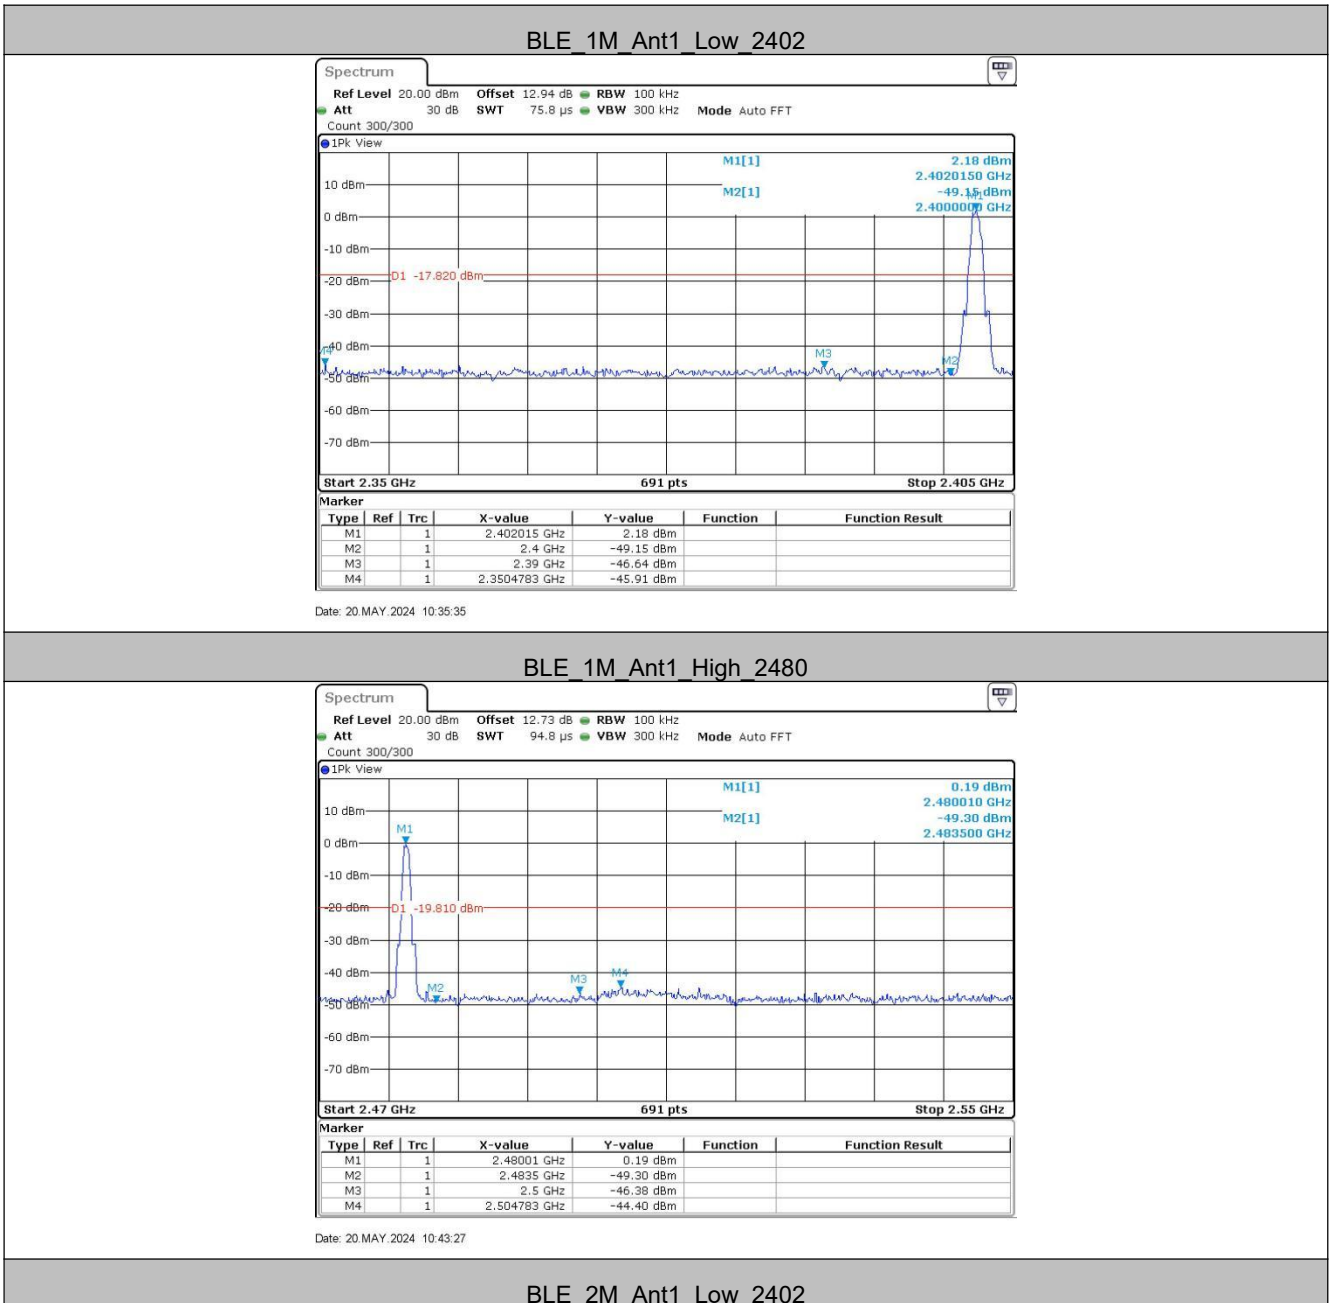 BLE_1M_Ant1_Low_2402
Spectrum
Ref Level 20.00 dBm Offset 12.94 dB RBW 100 kHz
Att 30 dB SWT 75.8 µs VBW 300 kHz Mode Auto FFT
Count 300/300
1Pk View
M1[1] 2.18 dBm
2.4020150 GHz
10 dBm
M2[1] -49.15 dBm
M1
2.4000000 GHz
0 dBm
-10 dBm
D1 -17.820 dBm
-20 dBm
-30 dBm
-40 dBm
M4 M3 M2
-50 dBm
-60 dBm
-70 dBm
Start 2.35 GHz 691 pts Stop 2.405 GHz
Marker
Type Ref Trc X-value Y-value Function Function Result
M1 1 2.402015 GHz 2.18 dBm
M2 1 2.4 GHz -49.15 dBm
M3 1 2.39 GHz -46.64 dBm
M4 1 2.3504783 GHz -45.91 dBm
Date: 20.MAY.2024 10:35:35
BLE_1M_Ant1_High_2480
Spectrum
Ref Level 20.00 dBm Offset 12.73 dB RBW 100 kHz
Att 30 dB SWT 94.8 µs VBW 300 kHz Mode Auto FFT
Count 300/300
1Pk View
M1[1] 0.19 dBm
2.480010 GHz
10 dBm
M2[1] -49.30 dBm
M1
2.483500 GHz
0 dBm
-10 dBm
-20 dBm D1 -19.810 dBm
-30 dBm
-40 dBm
M2 M3 M4
-50 dBm
-60 dBm
-70 dBm
Start 2.47 GHz 691 pts Stop 2.55 GHz
Marker
Type Ref Trc X-value Y-value Function Function Result
M1 1 2.48001 GHz 0.19 dBm
M2 1 2.4835 GHz -49.30 dBm
M3 1 2.5 GHz -46.38 dBm
M4 1 2.504783 GHz -44.40 dBm
Date: 20.MAY.2024 10:43:27
BLE_2M_Ant1_Low_2402